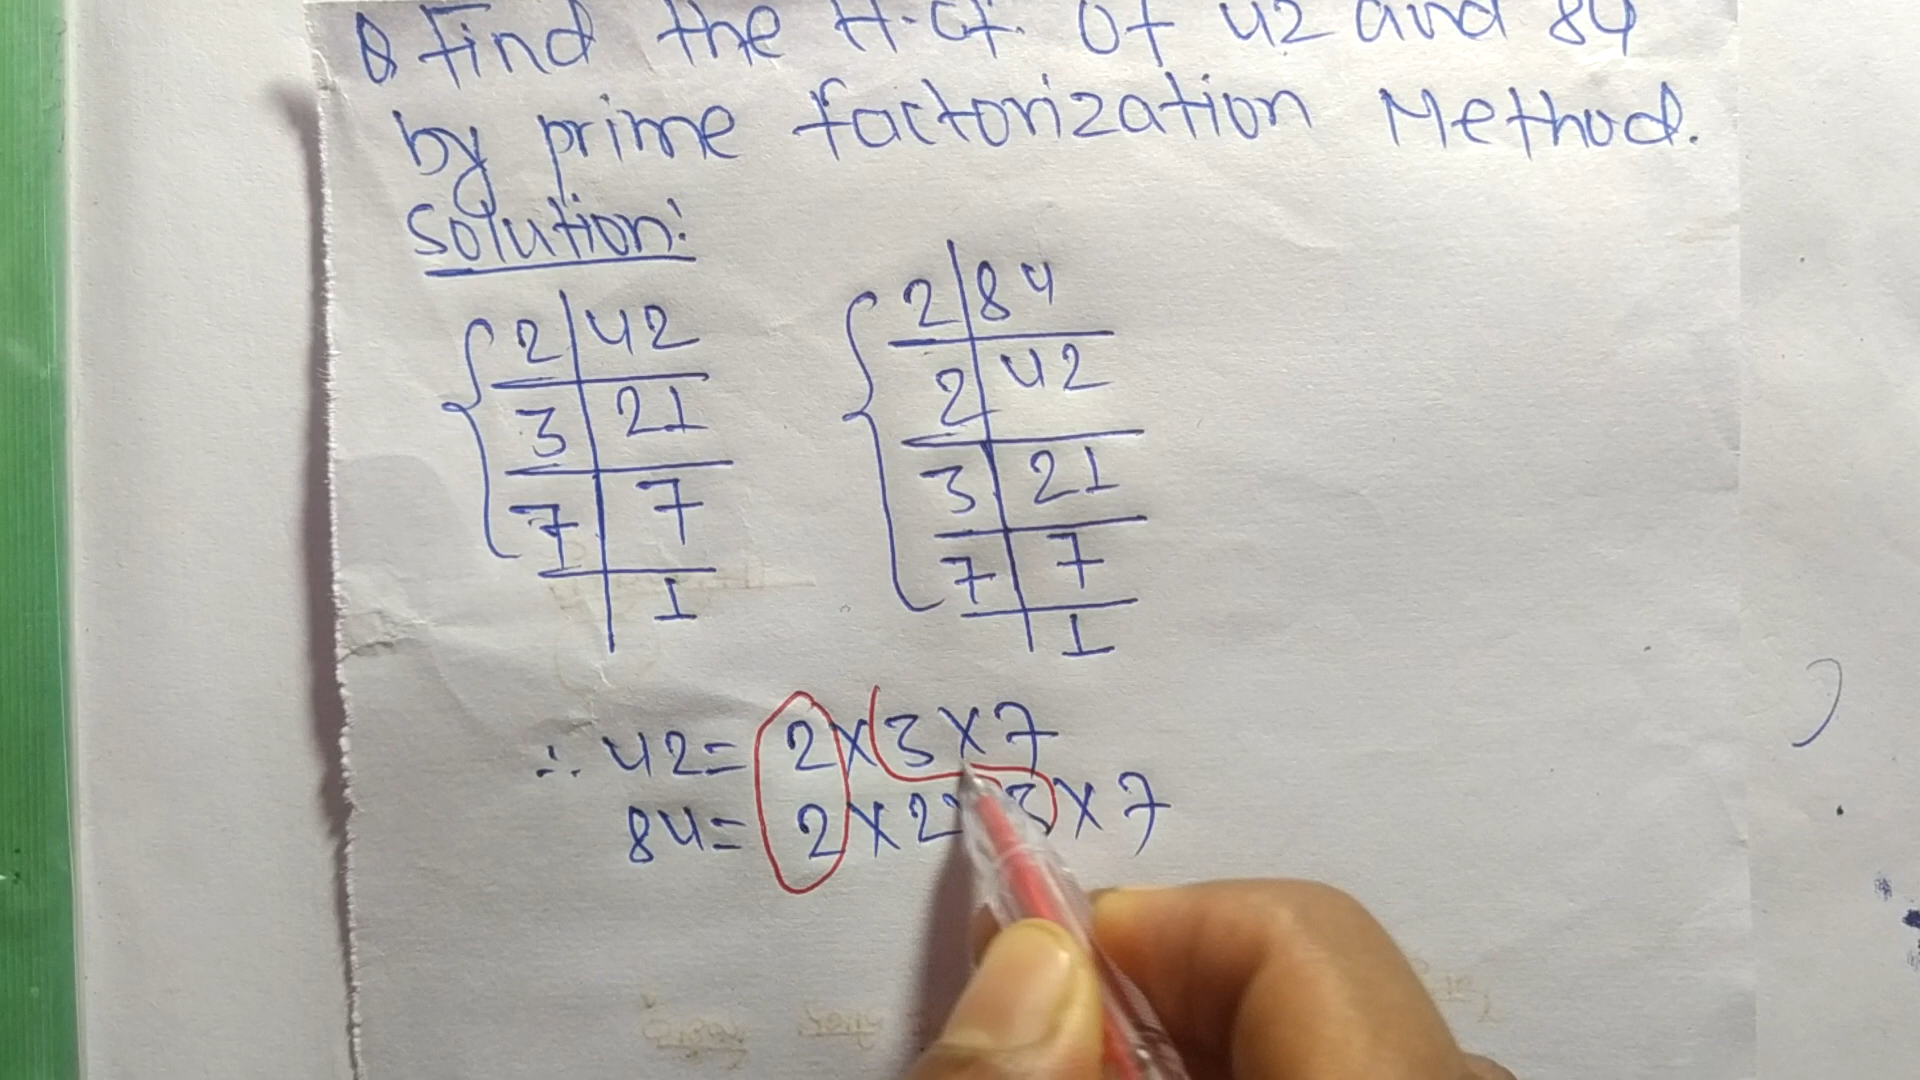 Q Find the H.C.f. Of 42 and 84
by prime factorization Method.
Solution:
2 | 42
3 | 21
7 | 7
1
2 | 84
2 | 42
3 | 21
7 | 7
1
∴ 42 = 2 x 3 x 7
84 = 2 x 2 x 3 x 7